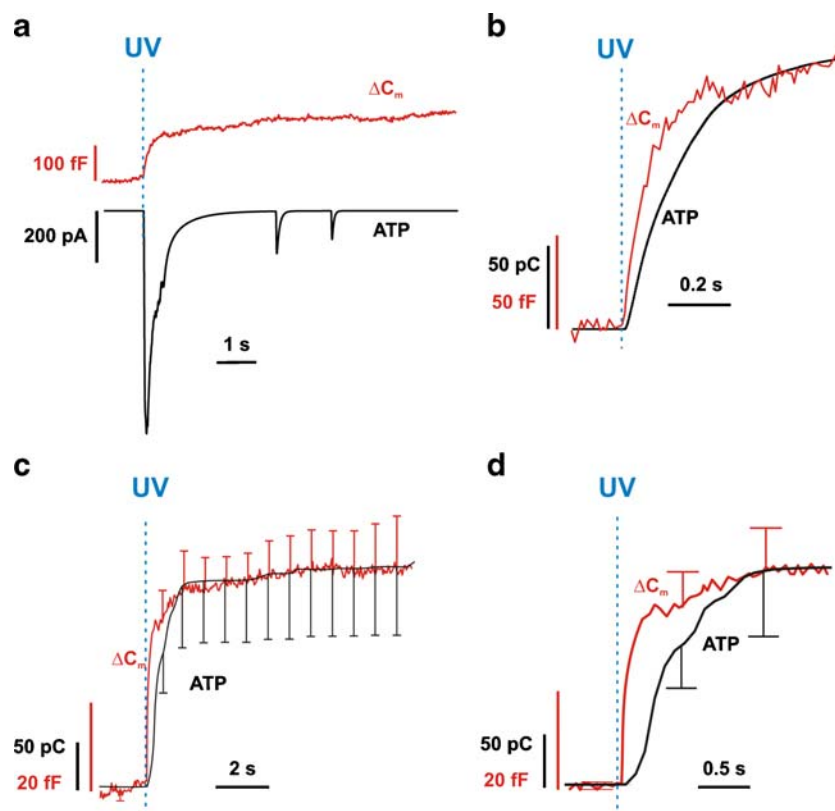 a
UV
ΔCm
100 fF
200 pA
ATP
1 s
b
UV
ΔCm
ATP
50 pC
50 fF
0.2 s
c
UV
ΔCm
ATP
50 pC
20 fF
2 s
d
UV
ΔCm
ATP
50 pC
20 fF
0.5 s